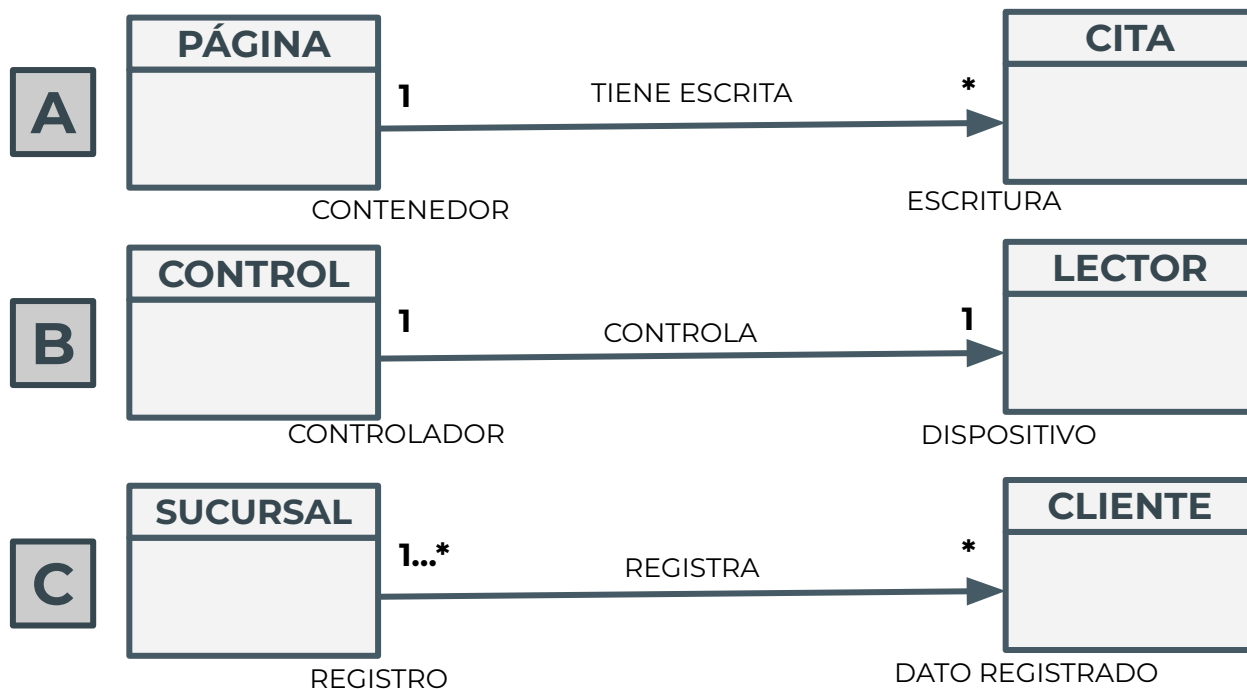 PÁGINA
CITA
A
1
TIENE ESCRITA
*
CONTENEDOR
ESCRITURA
CONTROL
LECTOR
B
1
CONTROLA
1
CONTROLADOR
DISPOSITIVO
SUCURSAL
CLIENTE
C
1...*
REGISTRA
*
REGISTRO
DATO REGISTRADO